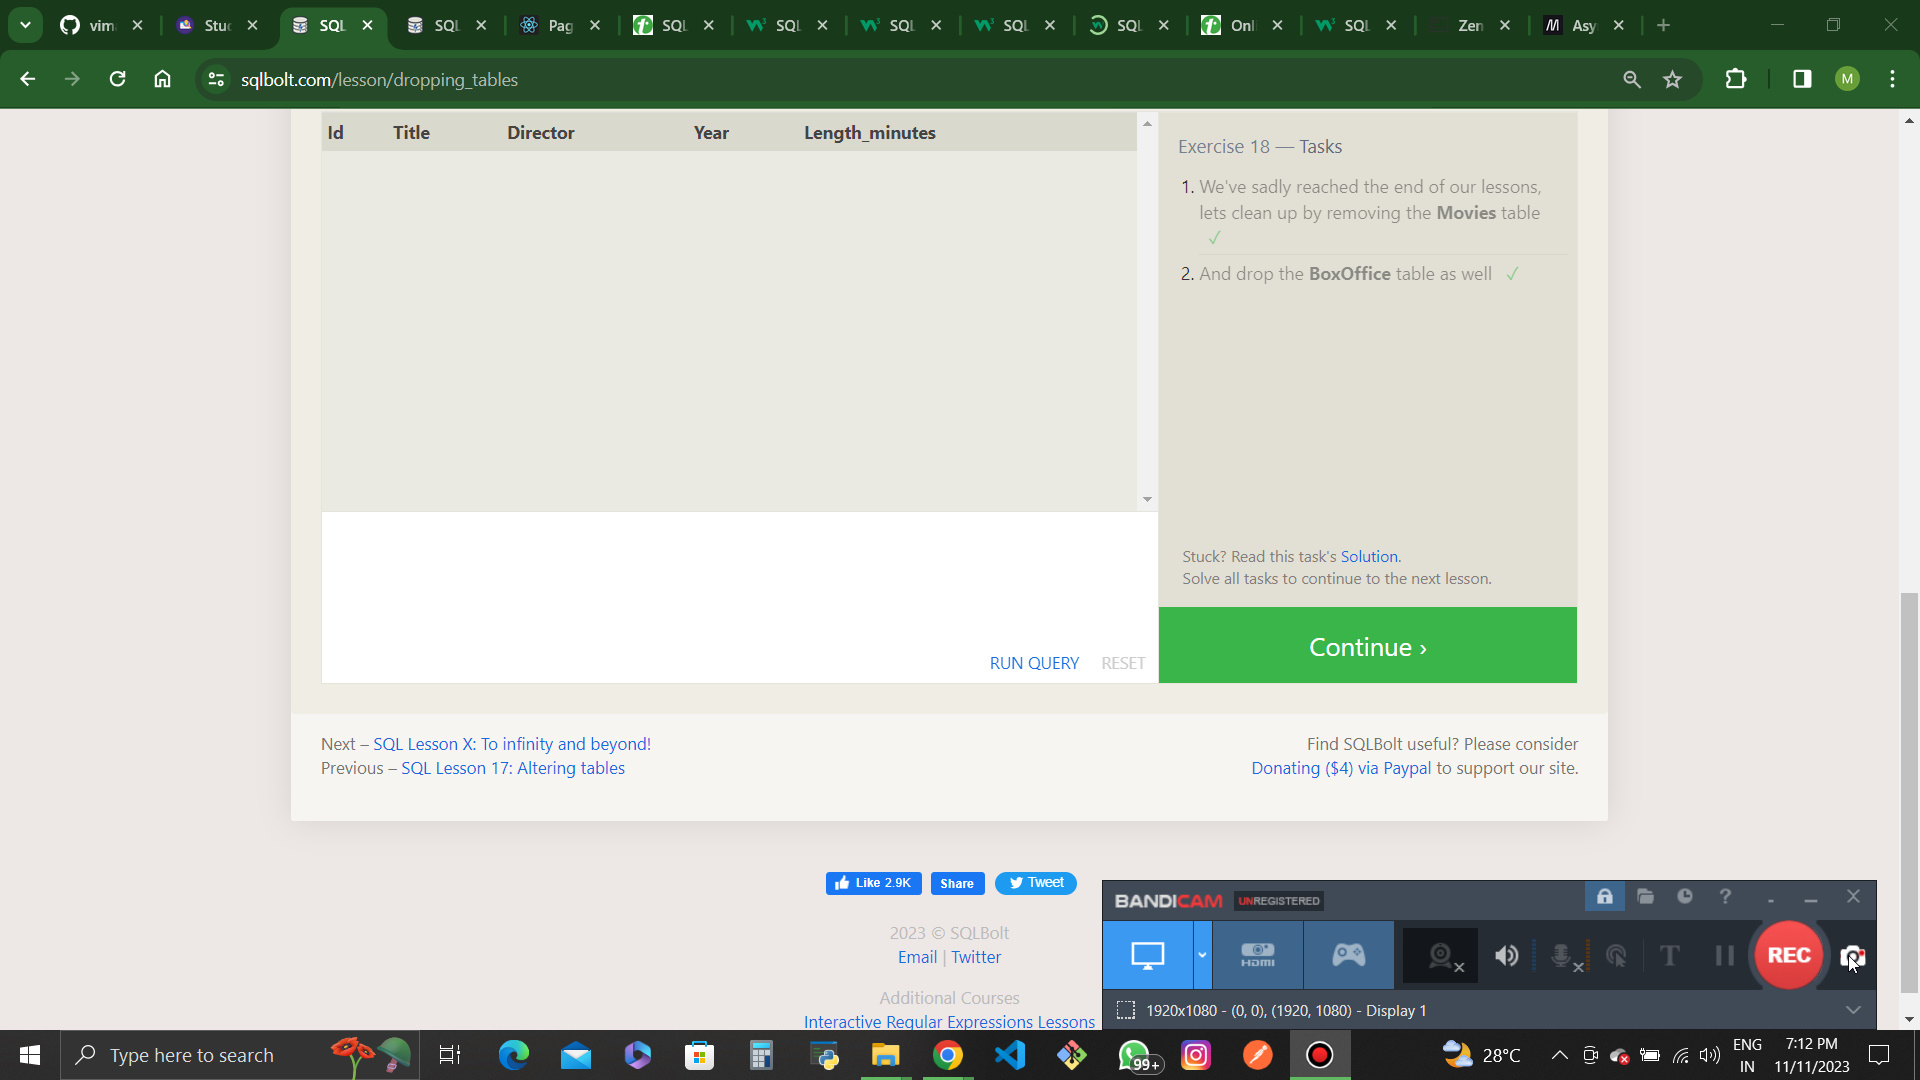 vim
Stuc
SQL
SQL
Pag
SQL
SQL
SQL
SQL
SQL
Onli
SQL
Zen
Asy
sqlbolt.com/lesson/dropping_tables
M
Id Title Director Year Length_minutes
Exercise 18 — Tasks
1. We've sadly reached the end of our lessons,
lets clean up by removing the Movies table
✓
2. And drop the BoxOffice table as well ✓
Stuck? Read this task's Solution.
Solve all tasks to continue to the next lesson.
RUN QUERY RESET
Continue ›
Next – SQL Lesson X: To infinity and beyond!
Previous – SQL Lesson 17: Altering tables
Find SQLBolt useful? Please consider
Donating ($4) via Paypal to support our site.
Like 2.9K Share Tweet
2023 © SQLBolt
Email | Twitter
Additional Courses
Interactive Regular Expressions Lessons
BANDICAM UNREGISTERED
HDMI
T
REC
1920x1080 - (0, 0), (1920, 1080) - Display 1
Type here to search
99+
28°C
ENG
IN
7:12 PM
11/11/2023